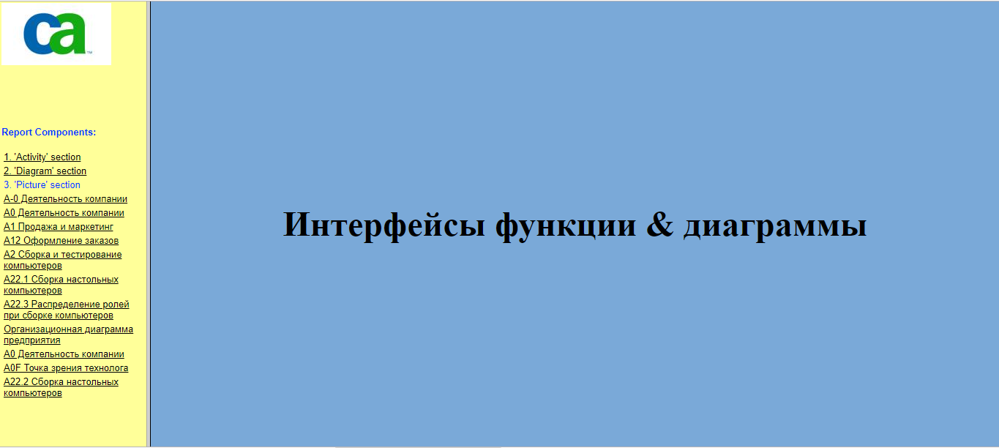 ca™
Report Components:
1. 'Activity' section
2. 'Diagram' section
3. 'Picture' section
A-0 Деятельность компании
A0 Деятельность компании
A1 Продажа и маркетинг
A12 Оформление заказов
A2 Сборка и тестирование
компьютеров
A22.1 Сборка настольных
компьютеров
A22.3 Распределение ролей
при сборке компьютеров
Организационная диаграмма
предприятия
A0 Деятельность компании
A0F Точка зрения технолога
A22.2 Сборка настольных
компьютеров
Интерфейсы функции & диаграммы